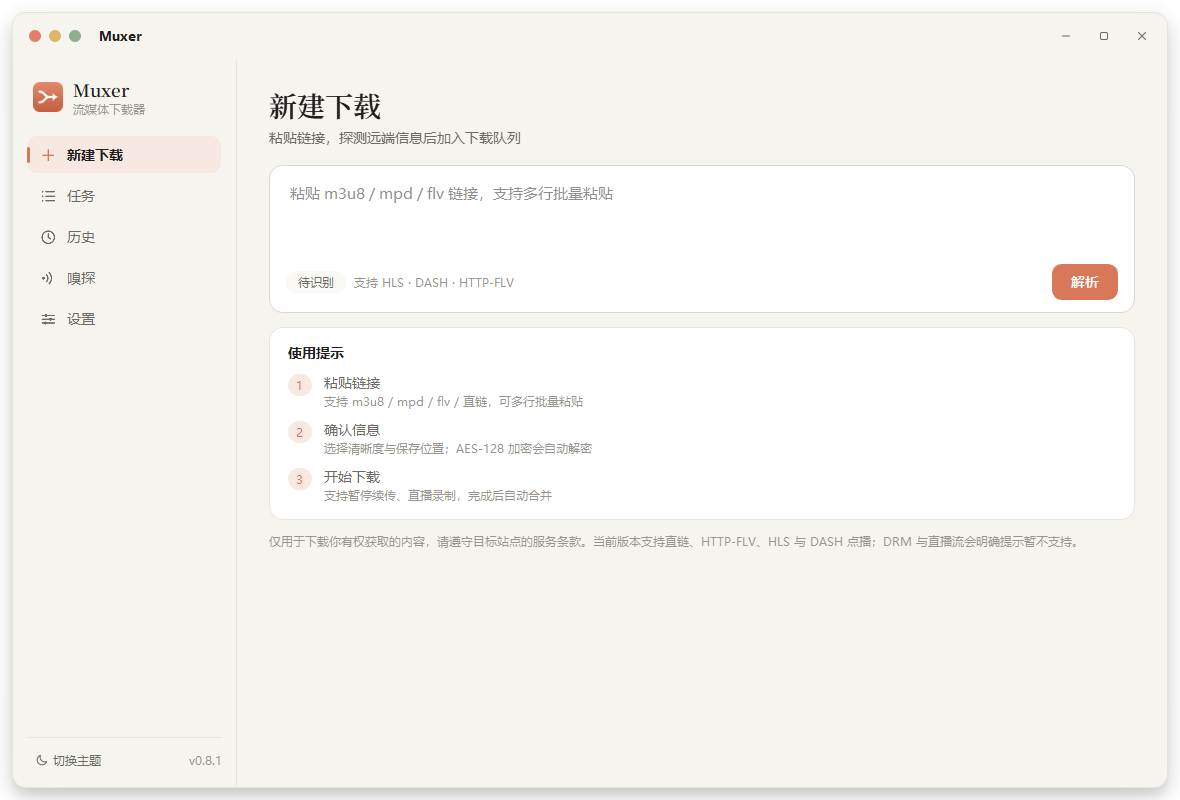 Muxer
Muxer
流媒体下载器
新建下载
任务
历史
嗅探
设置
切换主题
v0.8.1
新建下载
粘贴链接，探测远端信息后加入下载队列
粘贴 m3u8 / mpd / flv 链接，支持多行批量粘贴
待识别
支持 HLS · DASH · HTTP-FLV
解析
使用提示
1
粘贴链接
支持 m3u8 / mpd / flv / 直链，可多行批量粘贴
2
确认信息
选择清晰度与保存位置；AES-128 加密会自动解密
3
开始下载
支持暂停续传、直播录制，完成后自动合并
仅用于下载你有权获取的内容，请遵守目标站点的服务条款。当前版本支持直链、HTTP-FLV、HLS 与 DASH 点播；DRM 与直播流会明确提示暂不支持。